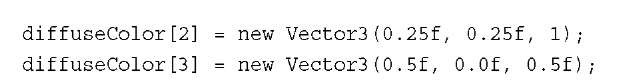 diffuseColor[2] = new Vector3(0.25f, 0.25f, 1);
diffuseColor[3] = new Vector3(0.5f, 0.0f, 0.5f);